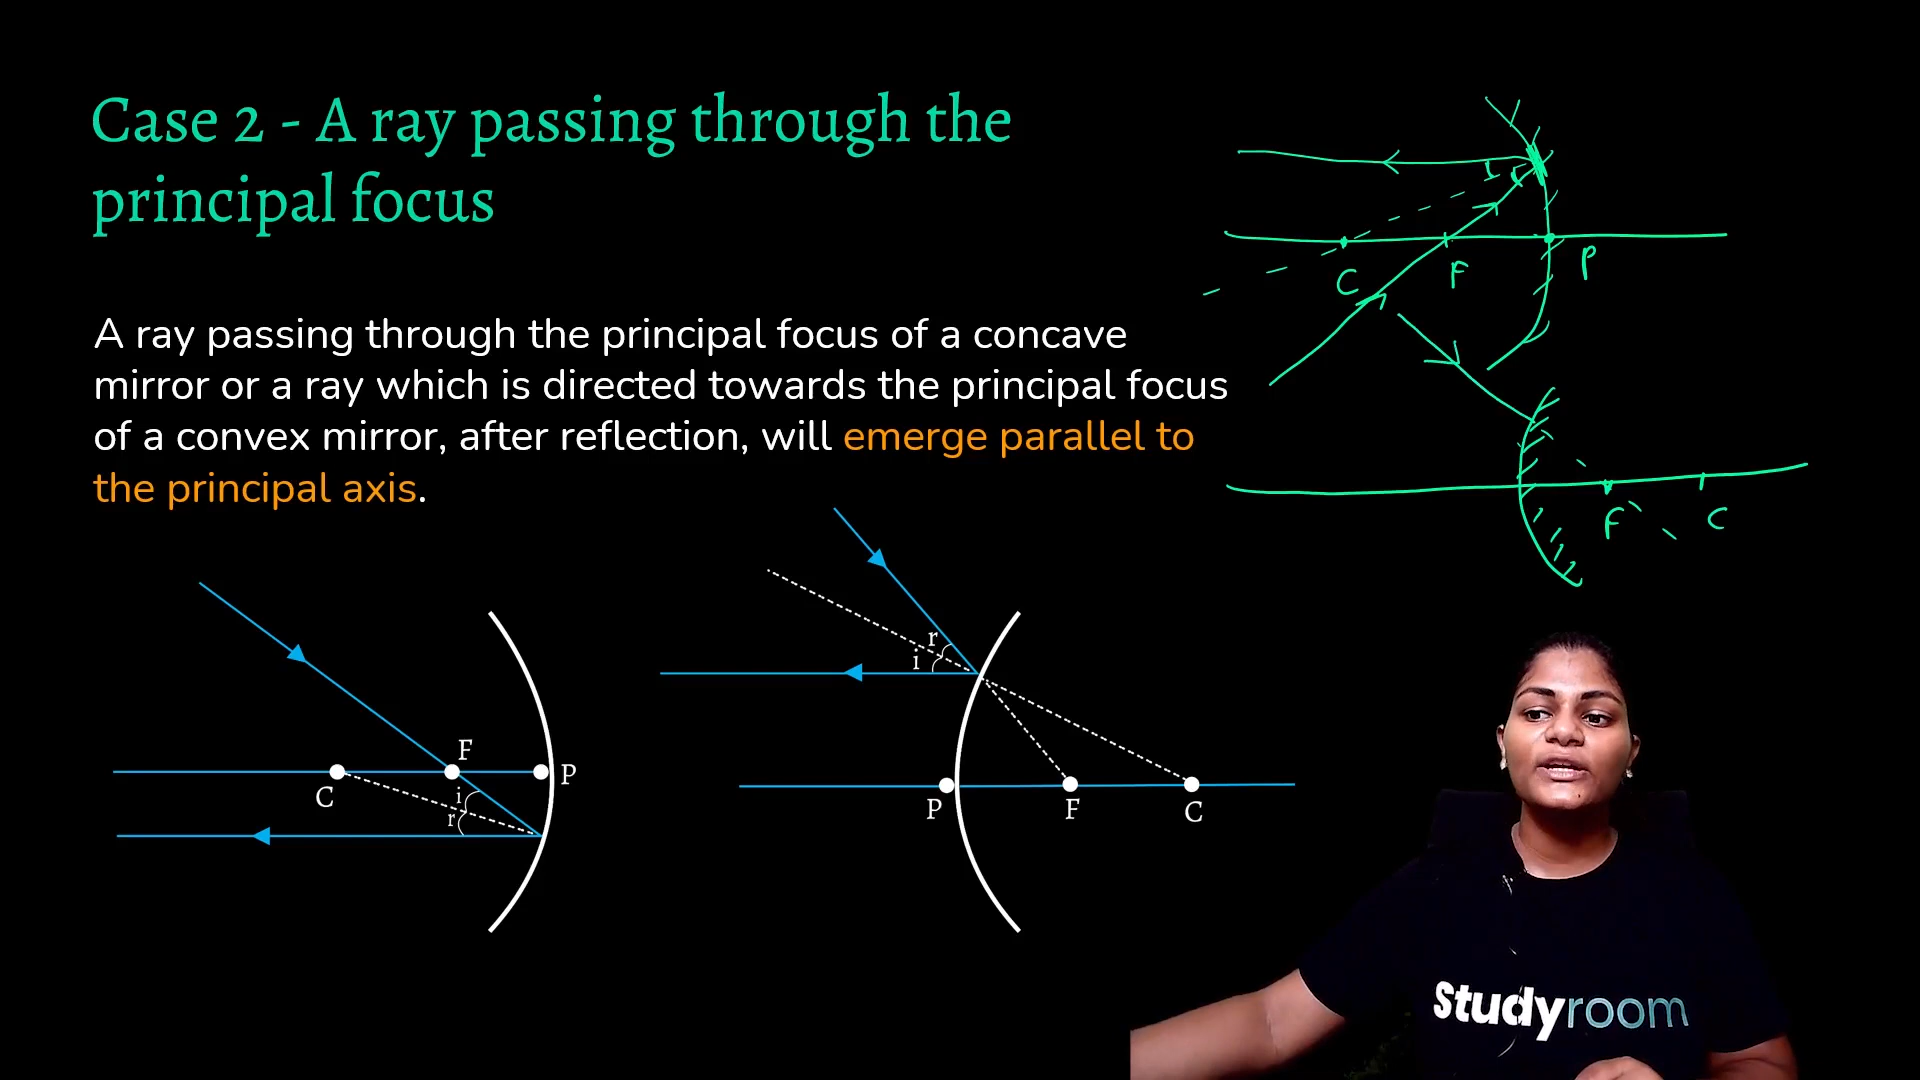 Case 2 - A ray passing through the
principal focus
A ray passing through the principal focus of a concave
mirror or a ray which is directed towards the principal focus
of a convex mirror, after reflection, will emerge parallel to
the principal axis.
C
F
P
i
r
C
F
P
r
i
P
F
C
F
C
Studyroom